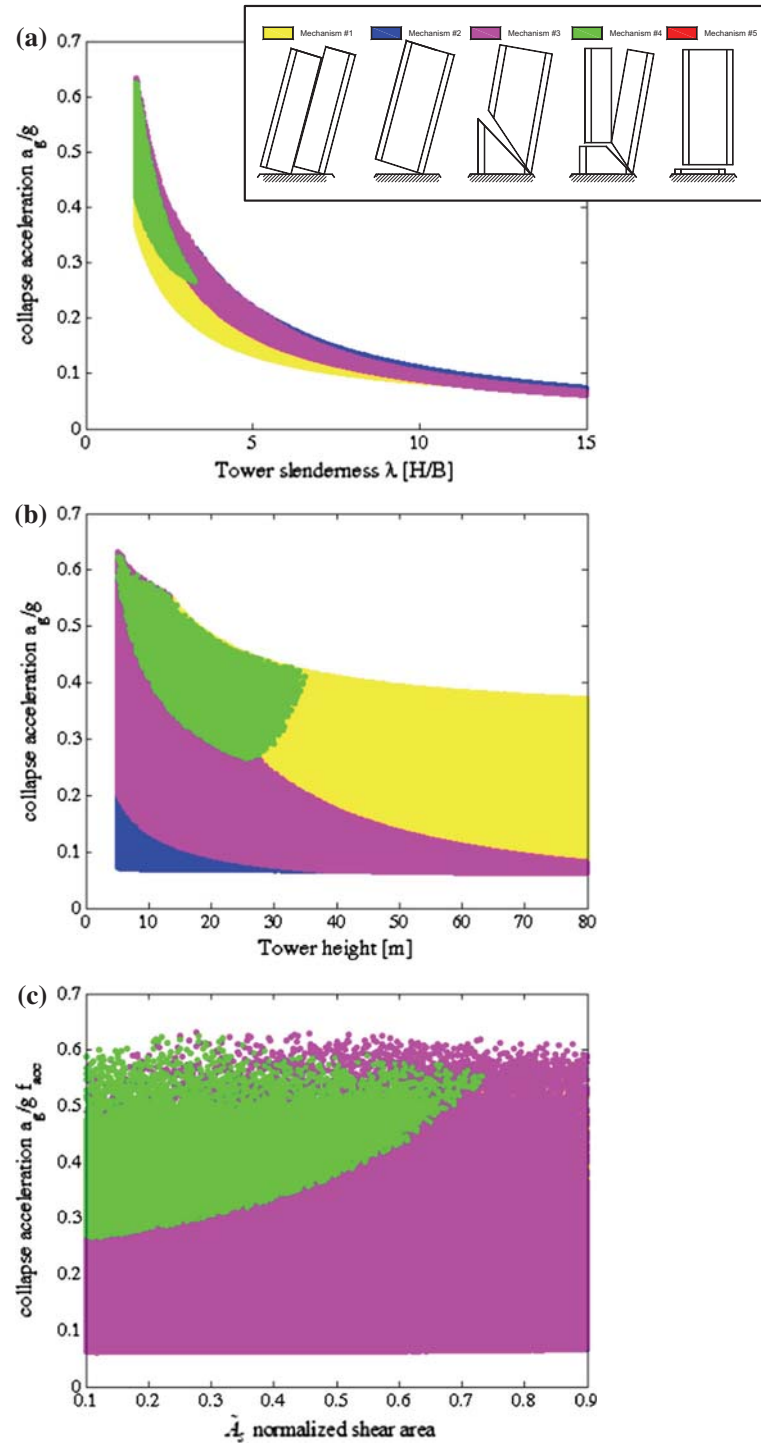 Mechanism #1 Mechanism #2 Mechanism #3 Mechanism #4 Mechanism #5
(a)
0.7
0.6
0.5
0.4
0.3
0.2
0.1
0
collapse acceleration a_g/g
0 5 10 15
Tower slenderness λ [H/B]
(b)
0.7
0.6
0.5
0.4
0.3
0.2
0.1
0
collapse acceleration a_g/g
0 10 20 30 40 50 60 70 80
Tower height [m]
(c)
0.7
0.6
0.5
0.4
0.3
0.2
0.1
0
collapse acceleration a_g/g f_acc
0.1 0.2 0.3 0.4 0.5 0.6 0.7 0.8 0.9
Ã_s normalized shear area